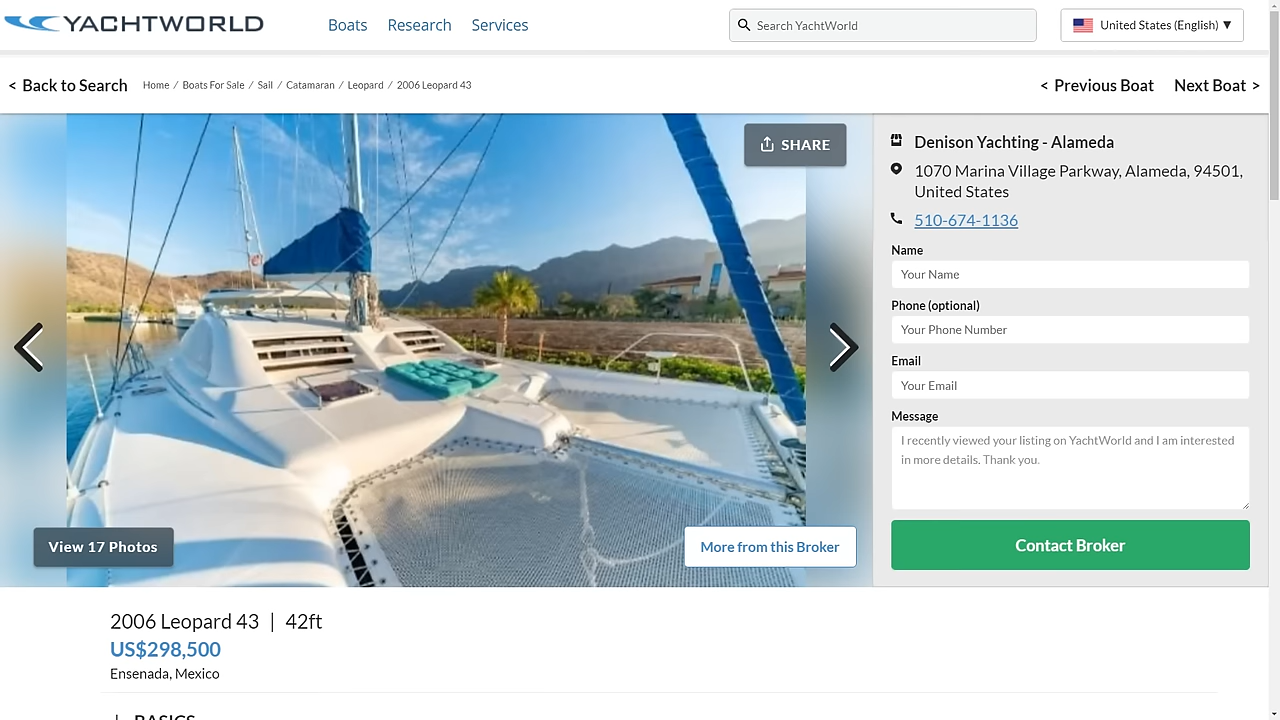 YACHTWORLD
Boats Research Services
Search YachtWorld
United States (English) ▼
< Back to Search
Home / Boats For Sale / Sail / Catamaran / Leopard / 2006 Leopard 43
< Previous Boat Next Boat >
SHARE
View 17 Photos
More from this Broker
Denison Yachting - Alameda
1070 Marina Village Parkway, Alameda, 94501,
United States
510-674-1136
Name
Your Name
Phone (optional)
Your Phone Number
Email
Your Email
Message
I recently viewed your listing on YachtWorld and I am interested
in more details. Thank you.
Contact Broker
2006 Leopard 43 | 42ft
US$298,500
Ensenada, Mexico
BASICS